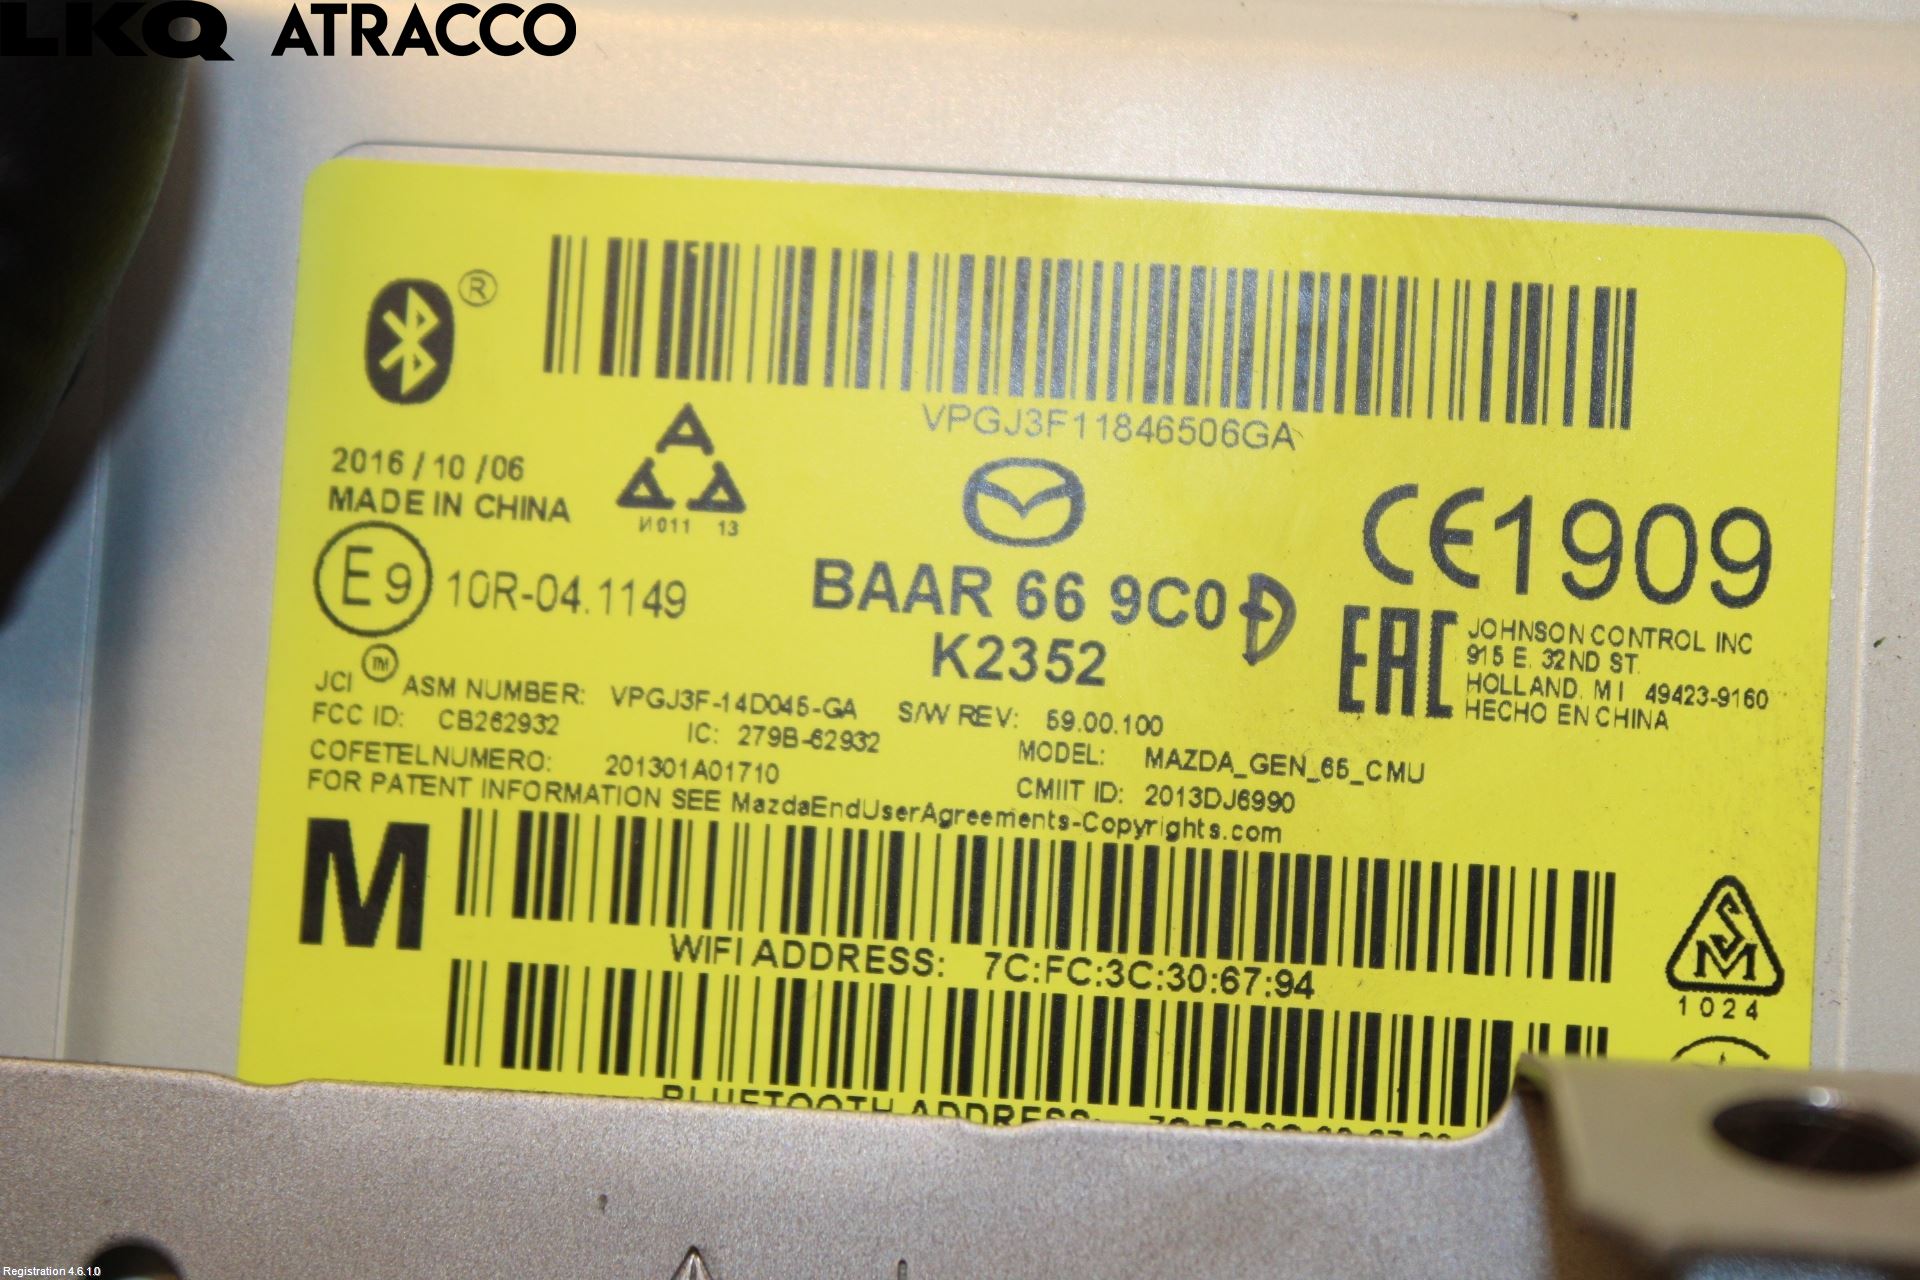 LKQ ATRACCO
®
VPGJ3F11846506GA
2016/10/06
MADE IN CHINA
A
И011 13
CE1909
E9 10R-04.1149
BAAR 66 9C0 D
K2352
EAC
JOHNSON CONTROL INC
915 E. 32ND ST.
HOLLAND. MI 49423-9160
HECHO EN CHINA
JCI ™ ASM NUMBER: VPGJ3F-14D045-GA S/W REV: 59.00.100
FCC ID: CB262932 IC: 279B-62932 MODEL: MAZDA_GEN_65_CMU
COFETELNUMERO: 201301A01710 CMIIT ID: 2013DJ6990
FOR PATENT INFORMATION SEE MazdaEndUserAgreements-Copyrights.com
M
WIFI ADDRESS: 7C:FC:3C:30:67:94
SM
1024
BLUETOOTH ADDRESS:
Registration 4.6.1.0